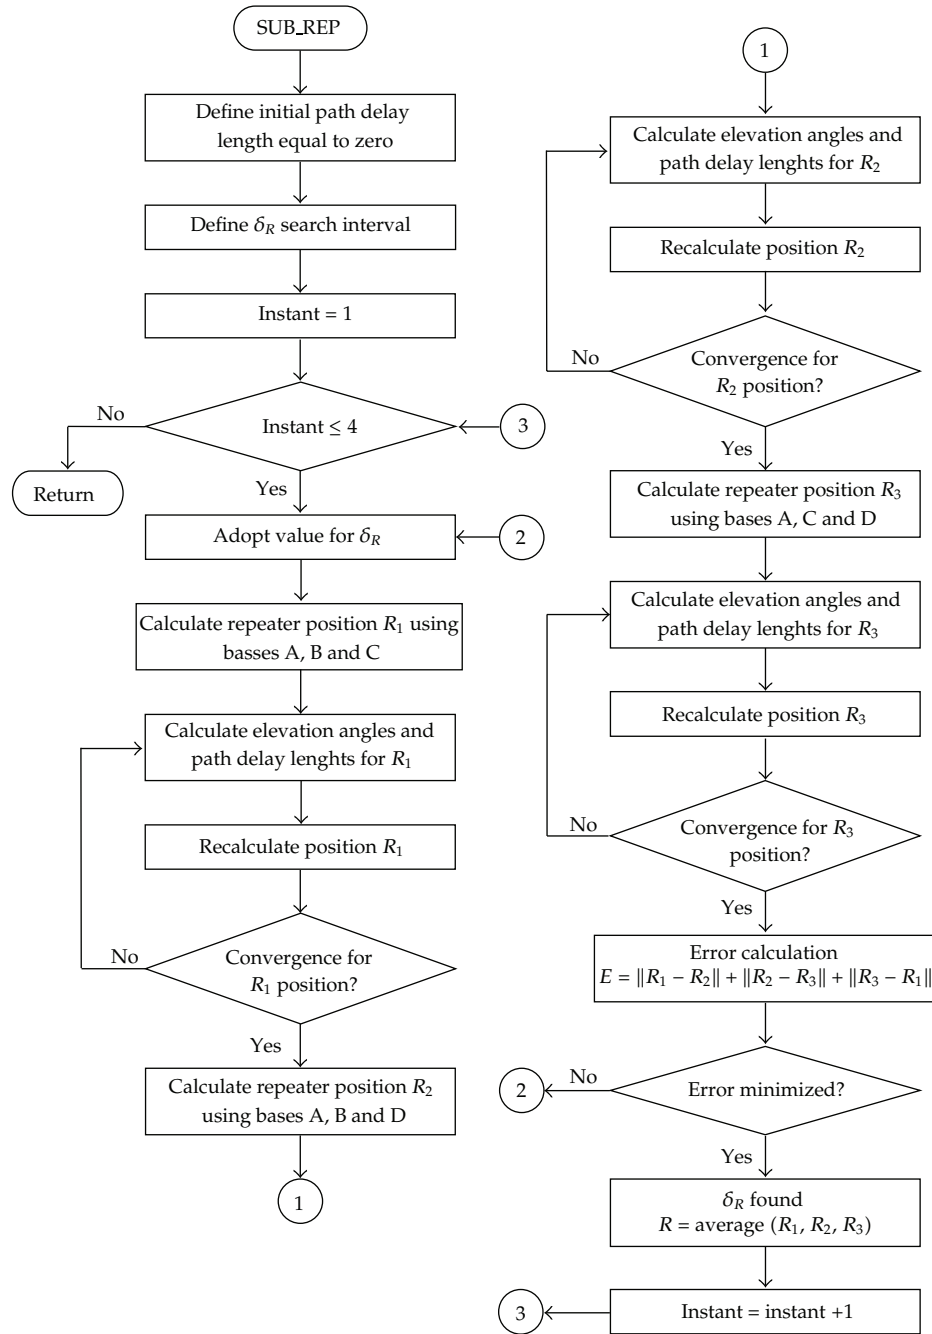 SUB_REP
Define initial path delay
length equal to zero
Define δR search interval
Instant = 1
Instant ≤ 4
No
Return
3
Yes
Adopt value for δR
2
Calculate repeater position R1 using
basses A, B and C
Calculate elevation angles and
path delay lenghts for R1
Recalculate position R1
Convergence for
R1 position?
No
Yes
Calculate repeater position R2
using bases A, B and D
1
1
Calculate elevation angles and
path delay lenghts for R2
Recalculate position R2
Convergence for
R2 position?
No
Yes
Calculate repeater position R3
using bases A, C and D
Calculate elevation angles and
path delay lenghts for R3
Recalculate position R3
Convergence for R3
position?
No
Yes
Error calculation
E = ||R1 − R2|| + ||R2 − R3|| + ||R3 − R1||
Error minimized?
No
2
Yes
δR found
R = average (R1, R2, R3)
Instant = instant +1
3